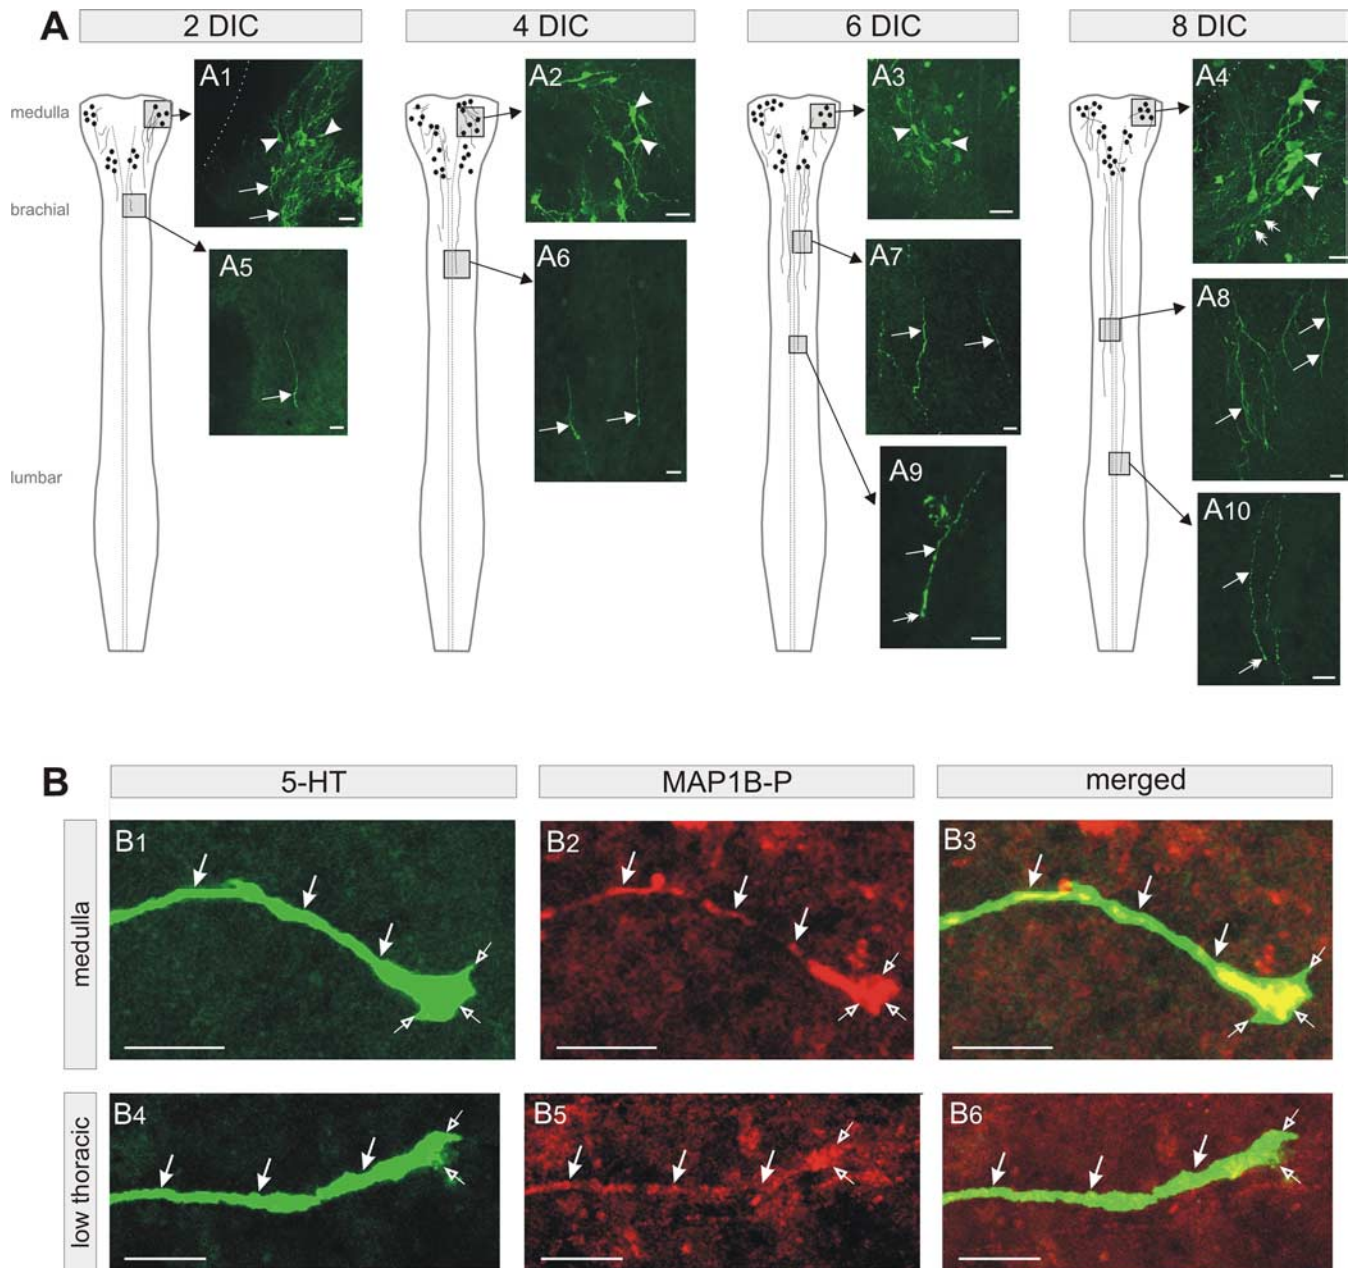 A
2 DIC
4 DIC
6 DIC
8 DIC
medulla
brachial
lumbar
A1
A2
A3
A4
A5
A6
A7
A8
A9
A10
B
5-HT
MAP1B-P
merged
medulla
B1
B2
B3
low thoracic
B4
B5
B6